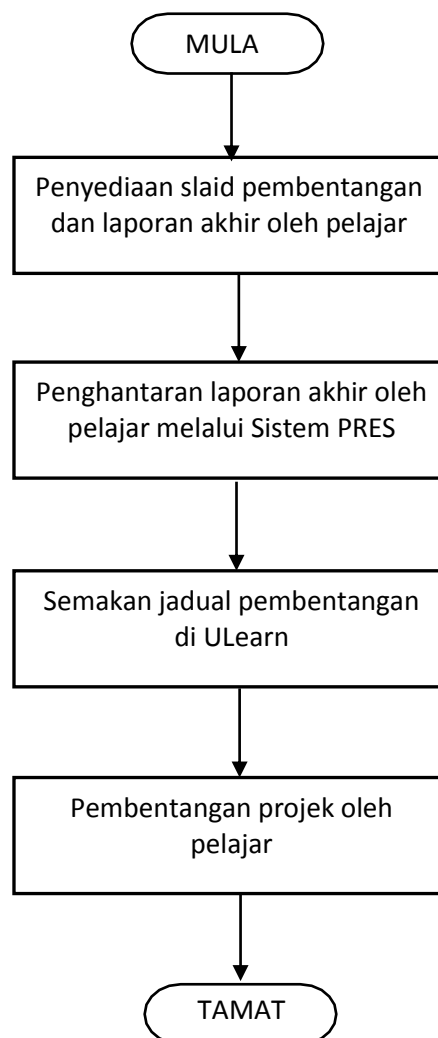 MULA
Penyediaan slaid pembentangan
dan laporan akhir oleh pelajar
Penghantaran laporan akhir oleh
pelajar melalui Sistem PRES
Semakan jadual pembentangan
di ULearn
Pembentangan projek oleh
pelajar
TAMAT